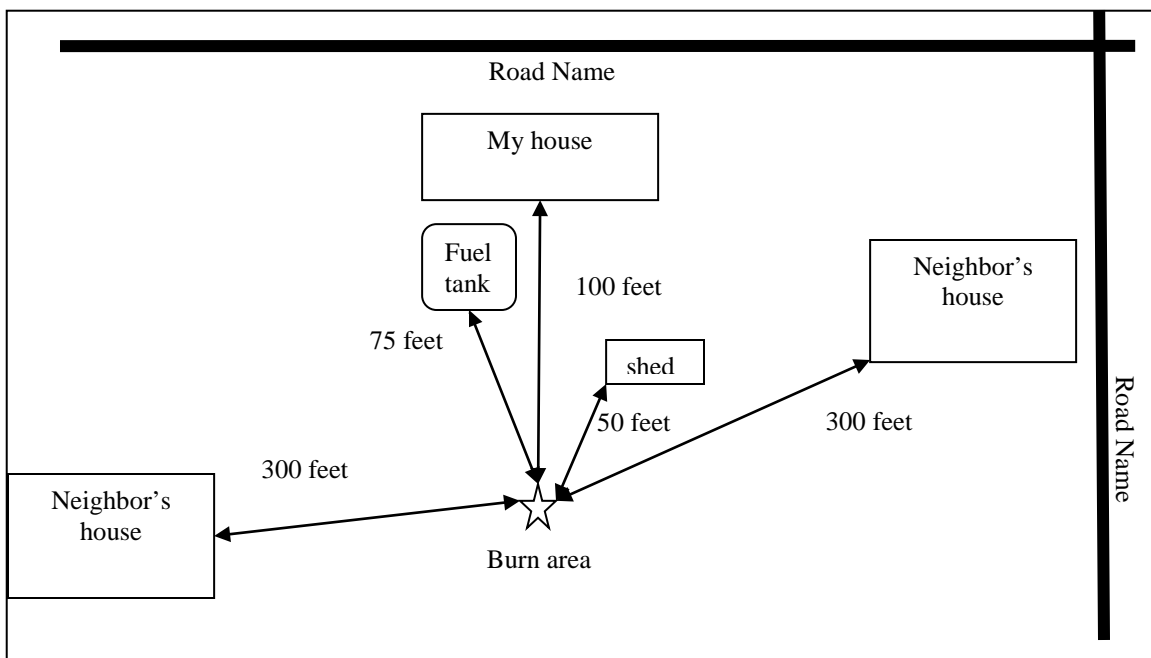 Road Name
My house
Fuel
tank
Neighbor’s
house
100 feet
75 feet
shed
50 feet
300 feet
Road Name
300 feet
Neighbor’s
house
Burn area